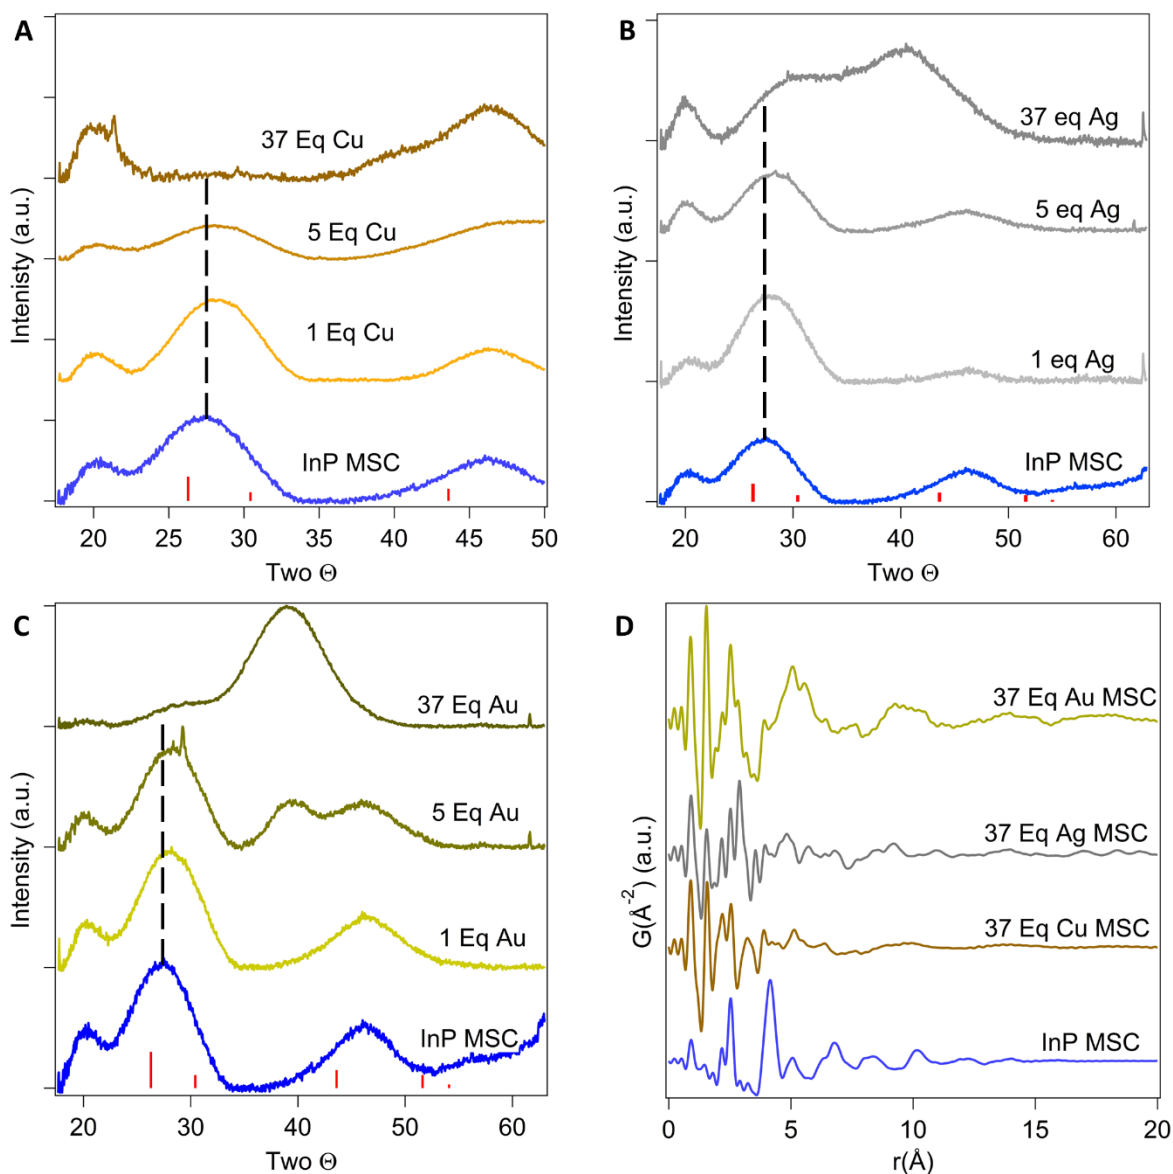 A
37 Eq Cu
5 Eq Cu
1 Eq Cu
InP MSC
Intenisty (a.u.)
20 25 30 35 40 45 50
Two Θ
B
37 eq Ag
5 eq Ag
1 eq Ag
InP MSC
Intensity (a.u.)
20 30 40 50 60
Two Θ
C
37 Eq Au
5 Eq Au
1 Eq Au
InP MSC
Intensity (a.u.)
20 30 40 50 60
Two Θ
D
37 Eq Au MSC
37 Eq Ag MSC
37 Eq Cu MSC
InP MSC
G(Å⁻²) (a.u.)
0 5 10 15 20
r(Å)